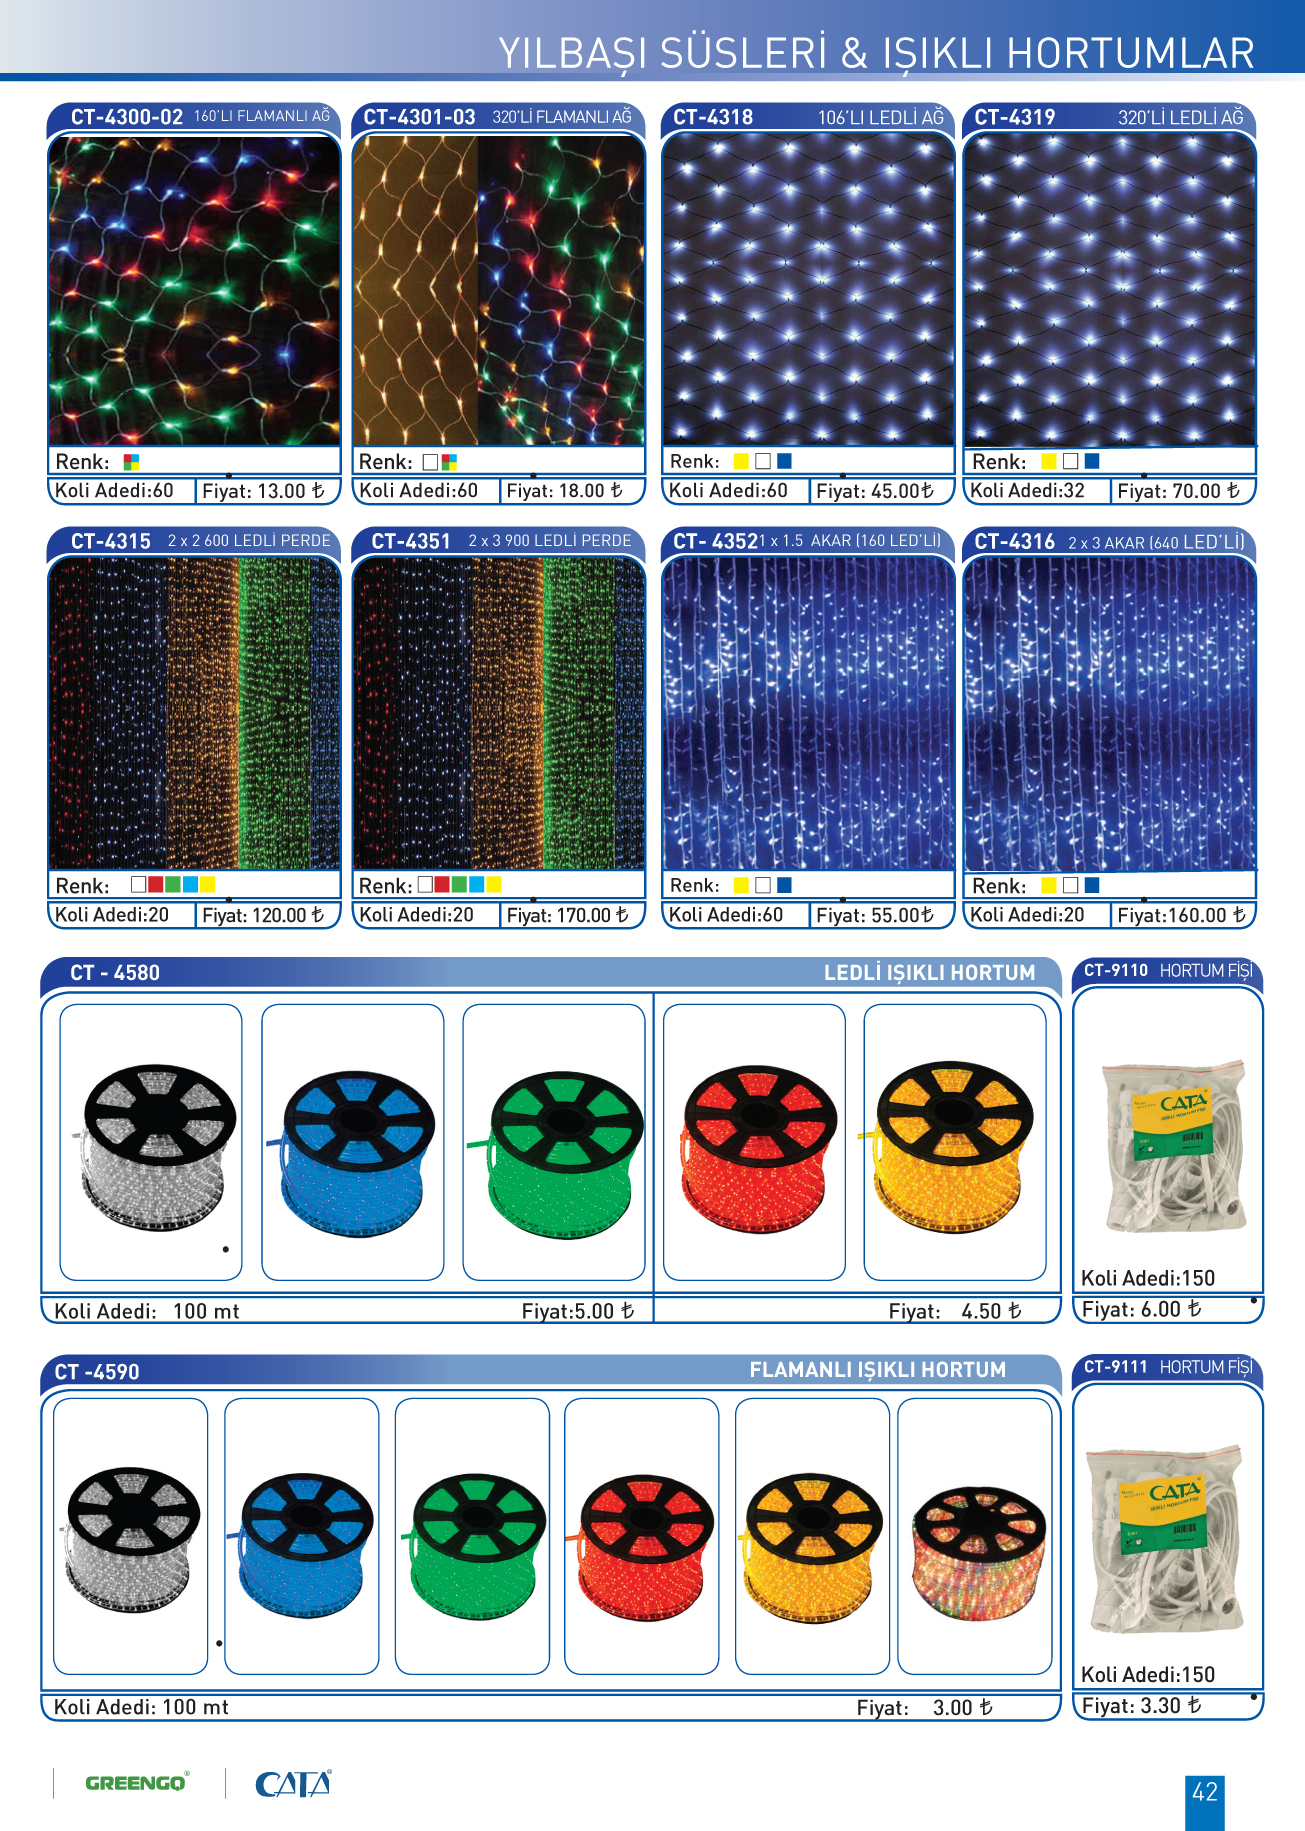 YILBAŞI SÜSLERİ & IŞIKLI HORTUMLAR
CT-4300-02 160'LI FLAMANLI AĞ
Renk:
Koli Adedi:60 Fiyat: 13.00 ₺
CT-4301-03 320'Lİ FLAMANLI AĞ
Renk:
Koli Adedi:60 Fiyat: 18.00 ₺
CT-4318 106'LI LEDLİ AĞ
Renk:
Koli Adedi:60 Fiyat: 45.00₺
CT-4319 320'Lİ LEDLİ AĞ
Renk:
Koli Adedi:32 Fiyat: 70.00 ₺
CT-4315 2 x 2 600 LEDLİ PERDE
Renk:
Koli Adedi:20 Fiyat: 120.00 ₺
CT-4351 2 x 3 900 LEDLİ PERDE
Renk:
Koli Adedi:20 Fiyat: 170.00 ₺
CT- 4352 1 x 1.5 AKAR (160 LED'Lİ)
Renk:
Koli Adedi:60 Fiyat: 55.00₺
CT-4316 2 x 3 AKAR (640 LED'Lİ)
Renk:
Koli Adedi:20 Fiyat:160.00 ₺
CT - 4580 LEDLİ IŞIKLI HORTUM
Koli Adedi: 100 mt Fiyat:5.00 ₺ Fiyat: 4.50 ₺
CT-9110 HORTUM FİŞİ
CATA
IŞIKLI HORTUM FİŞİ
Koli Adedi:150
Fiyat: 6.00 ₺
CT -4590 FLAMANLI IŞIKLI HORTUM
Koli Adedi: 100 mt Fiyat: 3.00 ₺
CT-9111 HORTUM FİŞİ
CATA
IŞIKLI HORTUM FİŞİ
Koli Adedi:150
Fiyat: 3.30 ₺
GREENGO® CATA®
42